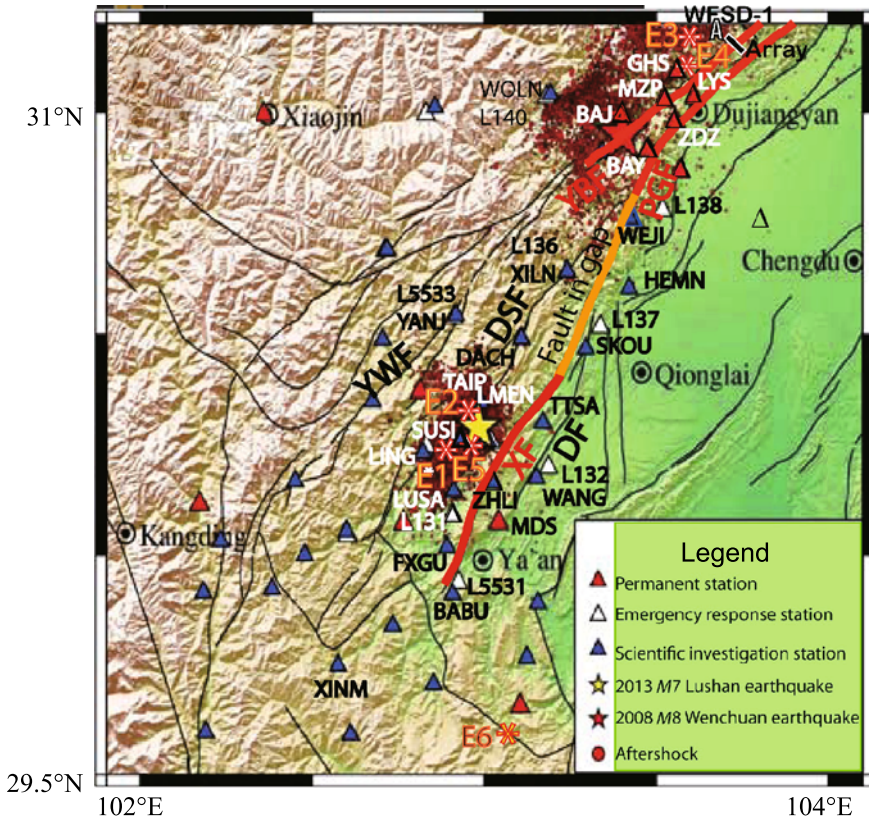 WFSD-1
E3
A
Array
GHS
E4
MZP
LYS
WOLN
L140
31°N
Xiaojin
BAJ
Dujiangyan
ZDZ
BAY
YBF
PGF
L138
WEJI
Δ
Chengdu
L136
XILN
HEMN
Fault in gap
L5533
YANJ
DSF
L137
SKOU
DACH
YWF
TAIP
LMEN
Qionglai
E2
TTSA
SUSI
DF
LING
E1
E5
XF
L132
WANG
LUSA
ZHLI
L131
MDS
Kangding
FXGU
Ya`an
L5531
BABU
XINM
E6
Legend
Permanent station
Emergency response station
Scientific investigation station
2013 M7 Lushan earthquake
2008 M8 Wenchuan earthquake
Aftershock
29.5°N
102°E
104°E